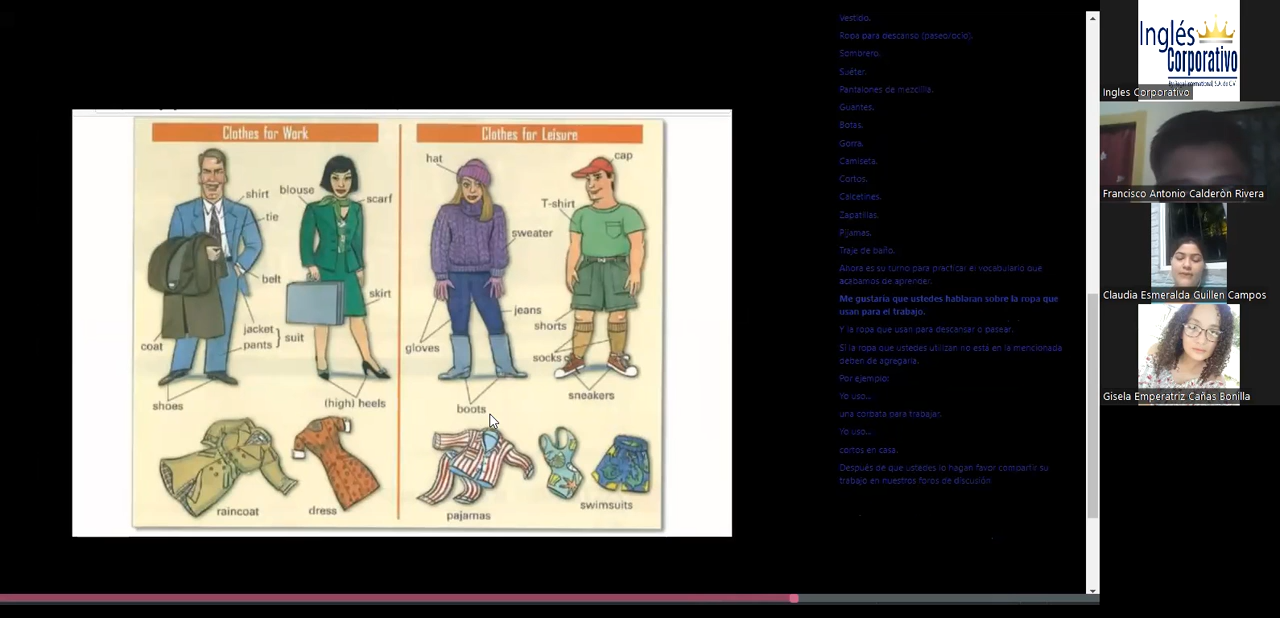 Clothes for Work
Clothes for Leisure
hat
cap
shirt
blouse
scarf
T-shirt
tie
sweater
belt
skirt
jeans
shorts
coat
jacket
pants
suit
gloves
socks
shoes
(high) heels
boots
sneakers
raincoat
dress
pajamas
swimsuits
Vestido.
Ropa para descanso (paseo/ocio).
Sombrero.
Suéter.
Pantalones de mezclilla.
Guantes.
Botas.
Gorra.
Camiseta.
Cortos.
Calcetines.
Zapatillas.
Pijamas.
Traje de baño.
Ahora es su turno para practicar el vocabulario que
acabamos de aprender.
Me gustaría que ustedes hablaran sobre la ropa que
usan para el trabajo.
Y la ropa que usan para descansar o pasear.
Si la ropa que ustedes utilizan no está en la mencionada
deben de agregarla.
Por ejemplo:
Yo uso...
una corbata para trabajar.
Yo uso...
cortos en casa.
Después de que ustedes lo hagan favor compartir su
trabajo en nuestros foros de discusión
Inglés
Corporativo
Ingles Corporativo
Francisco Antonio Calderòn Rivera
Claudia Esmeralda Guillen Campos
Gisela Emperatriz Cañas Bonilla